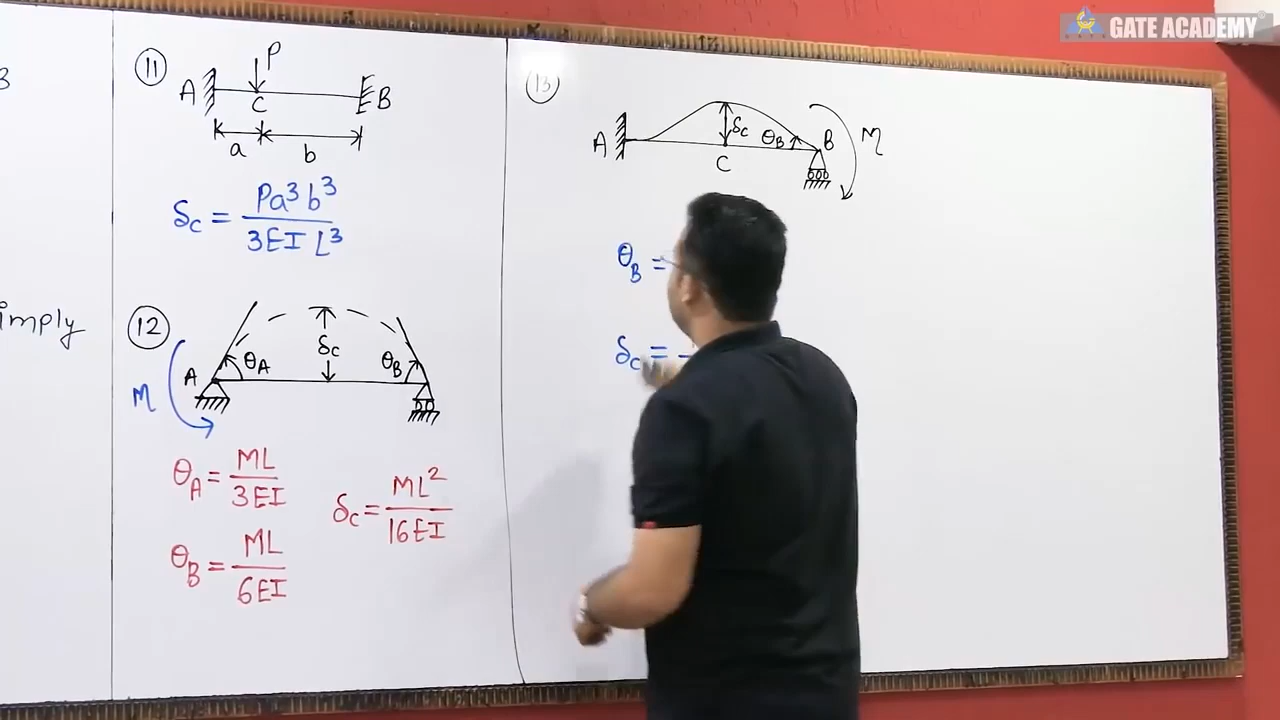 GATE ACADEMY
3
imply
11
P
A
C
B
a
b
δc = Pa³b³ / 3EI L³
12
δc
θA
θB
A
M
θA = ML / 3EI
δc = ML² / 16EI
θB = ML / 6EI
13
A
δc
θB
B
M
C
θB =
δc =